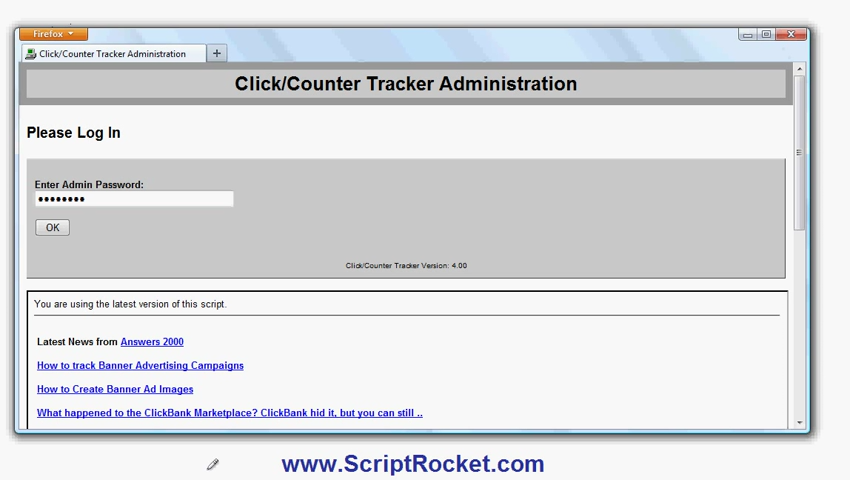 Firefox
Click/Counter Tracker Administration
Click/Counter Tracker Administration
Please Log In
Enter Admin Password:
OK
Click/Counter Tracker Version: 4.00
You are using the latest version of this script.
Latest News from Answers 2000
How to track Banner Advertising Campaigns
How to Create Banner Ad Images
What happened to the ClickBank Marketplace? ClickBank hid it, but you can still ..
www.ScriptRocket.com